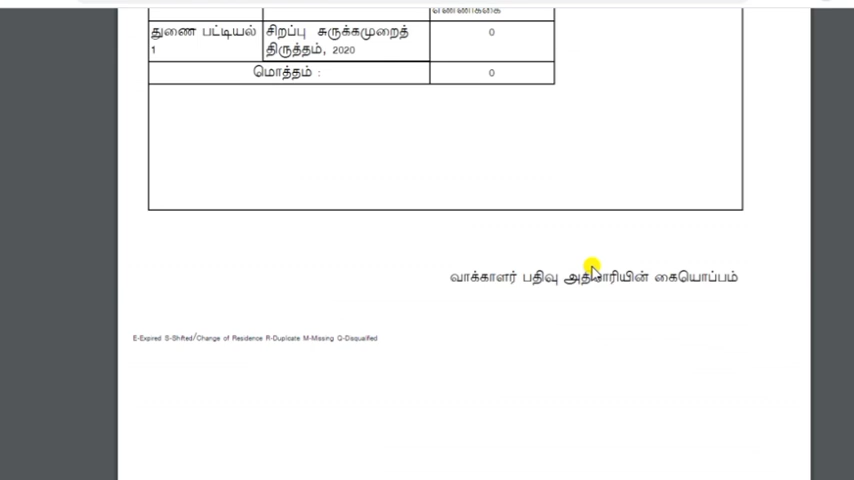 எண்ணிக்கை
துணை பட்டியல் சிறப்பு சுருக்கமுறைத் 0
1 திருத்தம், 2020
மொத்தம் : 0
வாக்காளர் பதிவு அதிகாரியின் கையொப்பம்
E-Expired S-Shifted/Change of Residence R-Duplicate M-Missing Q-Disqualified